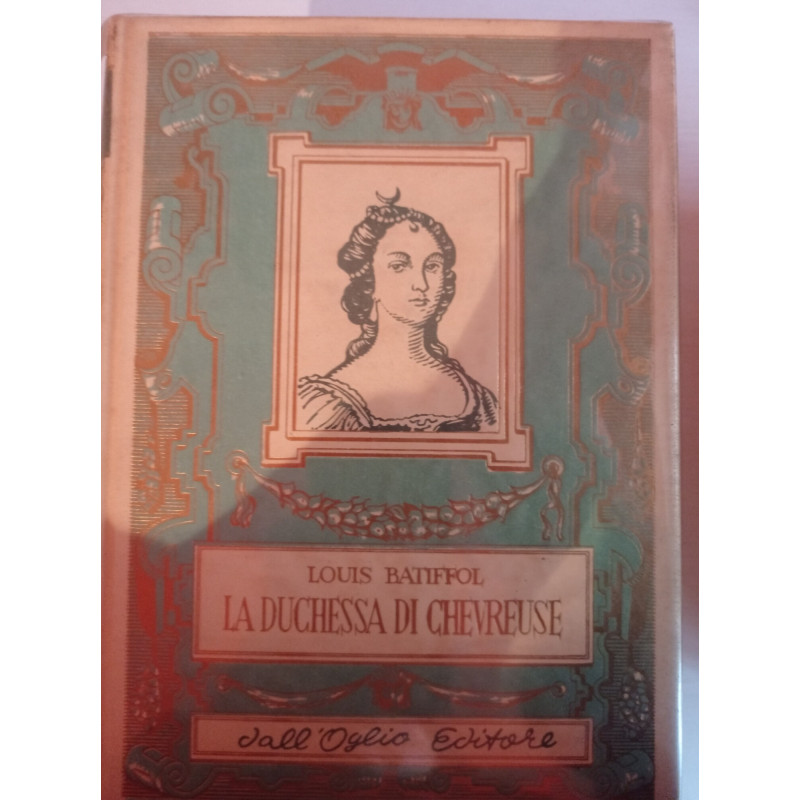 LOUIS BATIFFOL
LA DUCHESSA DI CHEVREUSE
dall'Oglio Editore